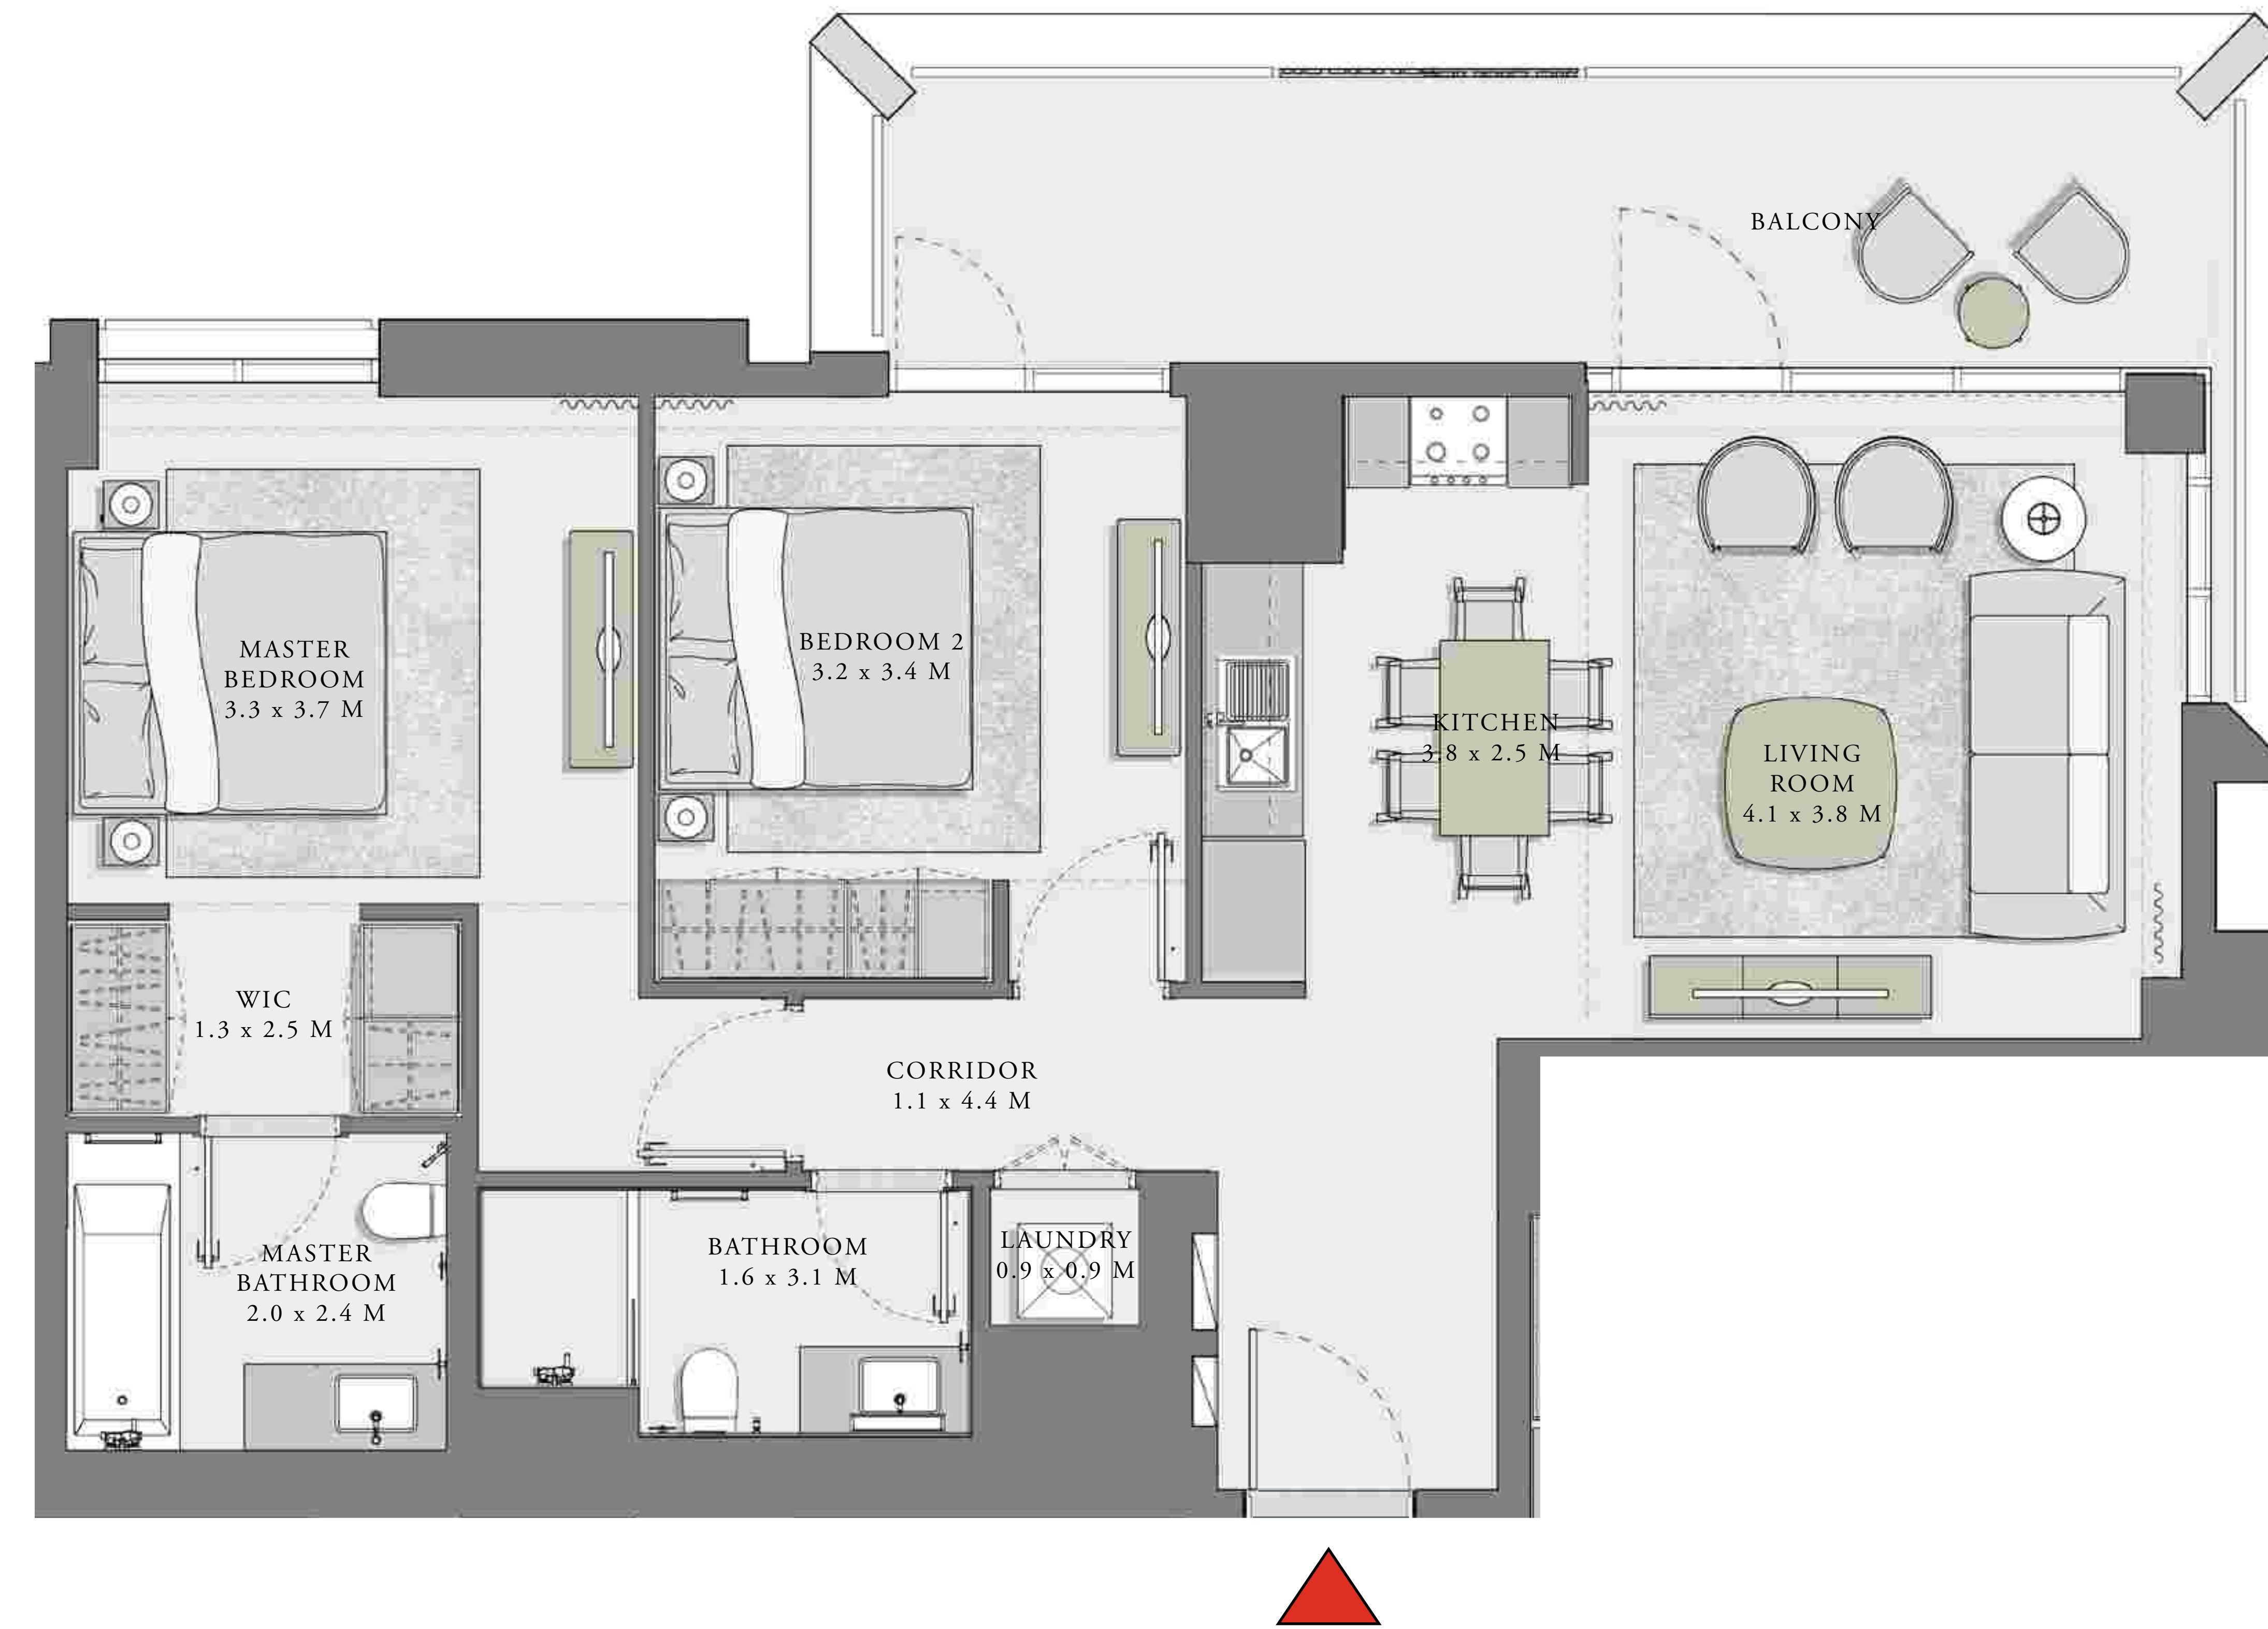 BALCONY
MASTER
BEDROOM
3.3 x 3.7 M
BEDROOM 2
3.2 x 3.4 M
KITCHEN
3.8 x 2.5 M
LIVING
ROOM
4.1 x 3.8 M
WIC
1.3 x 2.5 M
CORRIDOR
1.1 x 4.4 M
MASTER
BATHROOM
2.0 x 2.4 M
BATHROOM
1.6 x 3.1 M
LAUNDRY
0.9 x 0.9 M